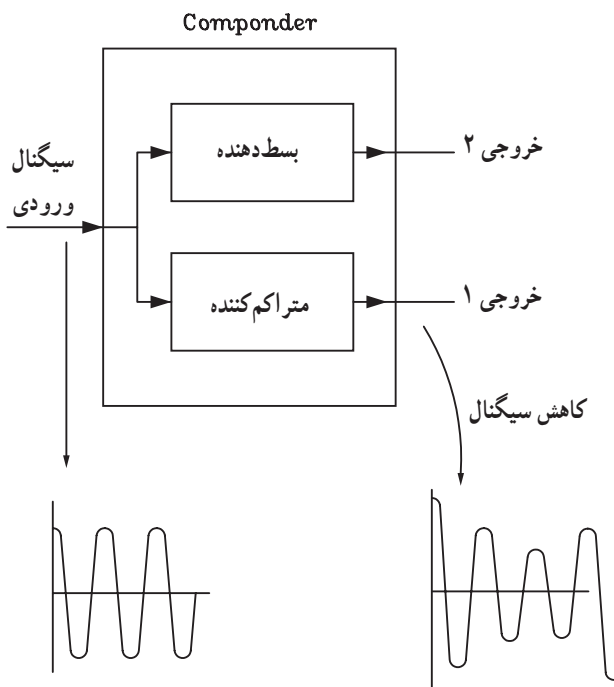 Componder
بسط‌دهنده
خروجی ۲
سیگنال
ورودی
متراکم‌کننده
خروجی ۱
کاهش سیگنال